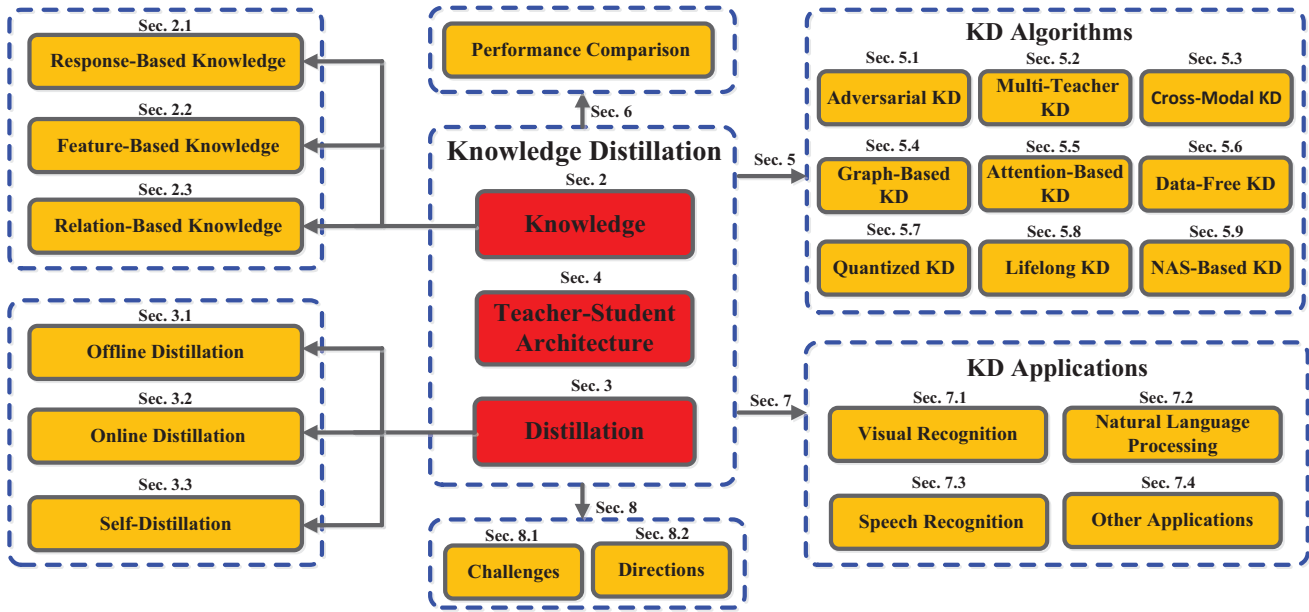 Sec. 2.1
Response-Based Knowledge
Sec. 2.2
Feature-Based Knowledge
Sec. 2.3
Relation-Based Knowledge
Sec. 3.1
Offline Distillation
Sec. 3.2
Online Distillation
Sec. 3.3
Self-Distillation
Performance Comparison
Sec. 6
Knowledge Distillation
Sec. 2
Knowledge
Sec. 4
Teacher-Student
Architecture
Sec. 3
Distillation
Sec. 8
Sec. 8.1
Challenges
Sec. 8.2
Directions
Sec. 5
KD Algorithms
Sec. 5.1
Adversarial KD
Sec. 5.2
Multi-Teacher
KD
Sec. 5.3
Cross-Modal KD
Sec. 5.4
Graph-Based
KD
Sec. 5.5
Attention-Based
KD
Sec. 5.6
Data-Free KD
Sec. 5.7
Quantized KD
Sec. 5.8
Lifelong KD
Sec. 5.9
NAS-Based KD
Sec. 7
KD Applications
Sec. 7.1
Visual Recognition
Sec. 7.2
Natural Language
Processing
Sec. 7.3
Speech Recognition
Sec. 7.4
Other Applications